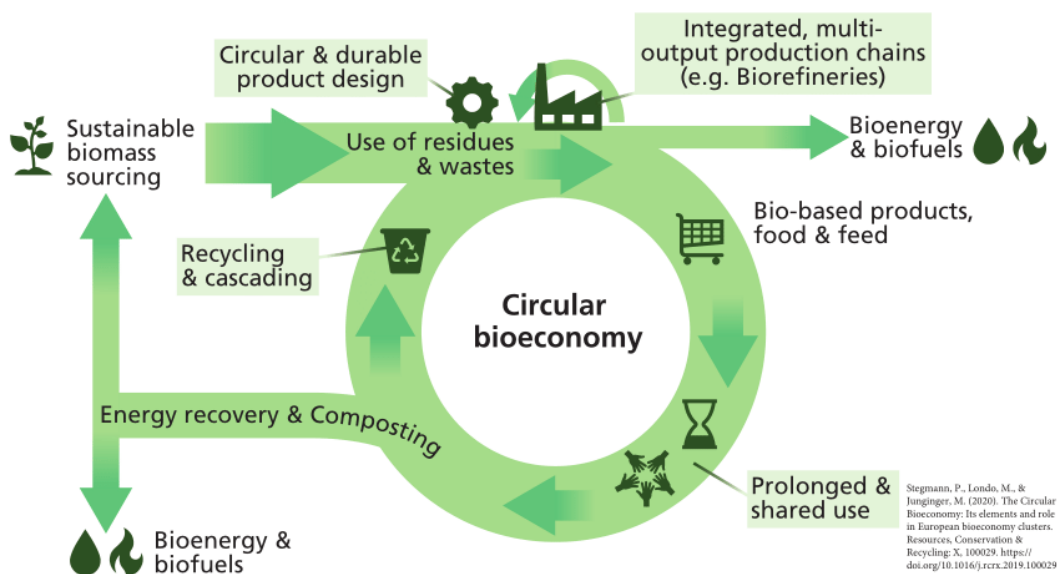 Circular & durable
product design
Integrated, multi-
output production chains
(e.g. Biorefineries)
Sustainable
biomass
sourcing
Use of residues
& wastes
Bioenergy
& biofuels
Bio-based products,
food & feed
Recycling
& cascading
Circular
bioeconomy
Energy recovery & Composting
Prolonged &
shared use
Bioenergy &
biofuels
Stegmann, P., Londo, M., &
Junginger, M. (2020). The Circular
Bioeconomy: Its elements and role
in European bioeconomy clusters.
Resources, Conservation &
Recycling: X, 100029. https://
doi.org/10.1016/j.rcrx.2019.100029